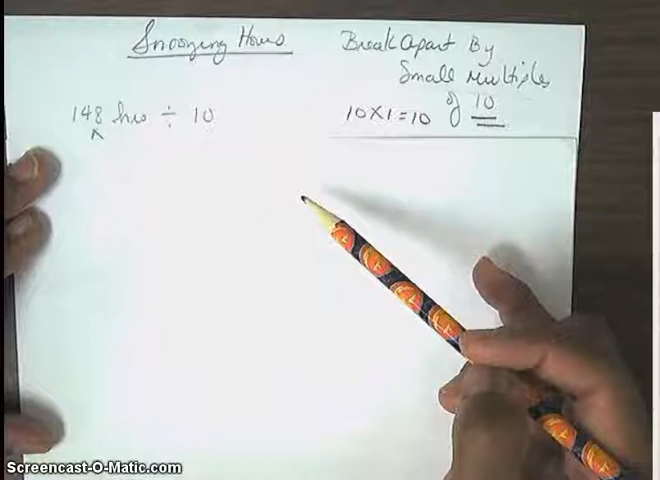 Snoozing Hours
Break Apart By
Small Multiples
of 10
148 hrs ÷ 10
10 x 1 = 10
Screencast-O-Matic.com